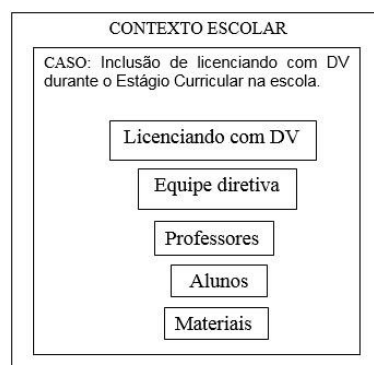 CONTEXTO ESCOLAR
CASO: Inclusão de licenciando com DV
durante o Estágio Curricular na escola.
Licenciando com DV
Equipe diretiva
Professores
Alunos
Materiais